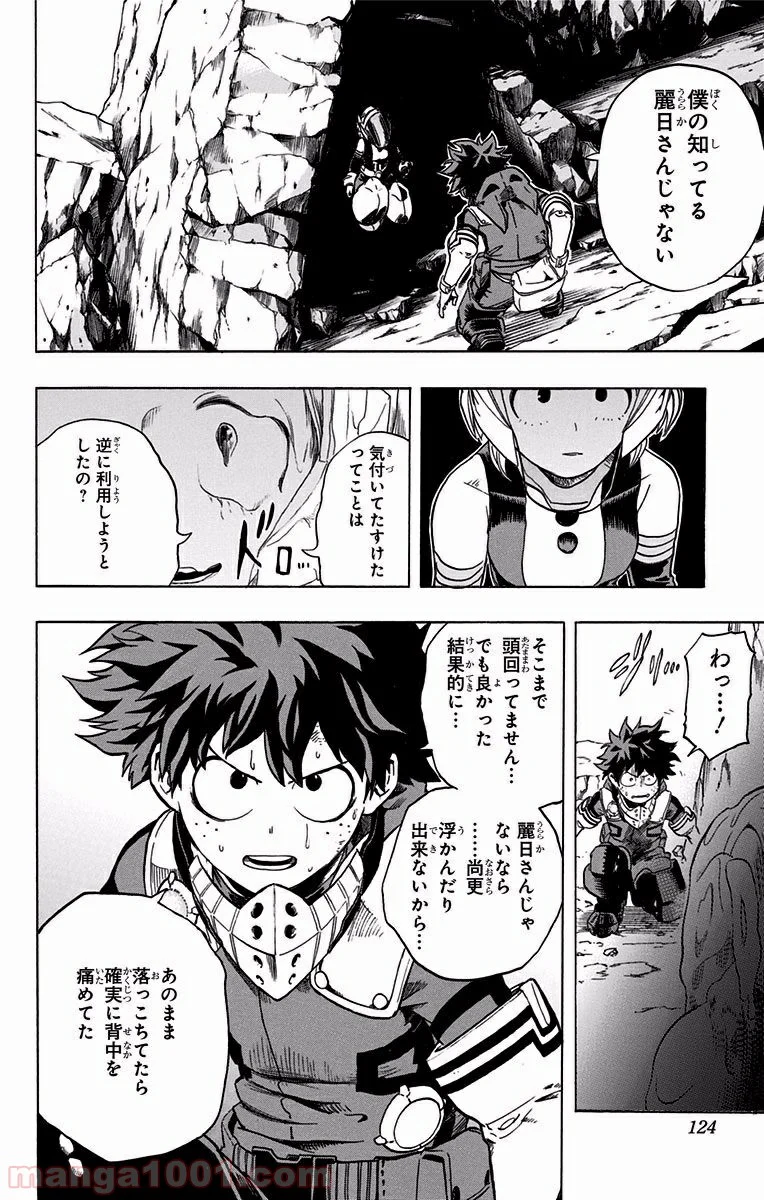 僕の知ってる
麗日さんじゃない
気付いてたすけた
ってことは
逆に利用しようと
したの？
ドロ…
わっ…！
そこまで
頭回ってません…
でも良かった
結果的に…
麗日さんじゃ
ないなら
……尚更
浮かんだり
出来ないから…
あのまま
落っこちてたら
確実に背中を
痛めてた
124
manga1001.com